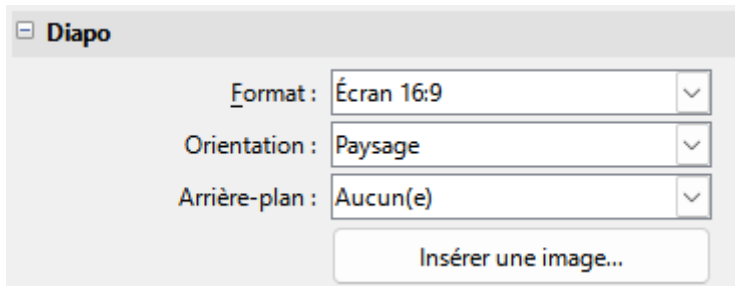 Diapo
Format : Écran 16:9
Orientation : Paysage
Arrière-plan : Aucun(e)
Insérer une image...